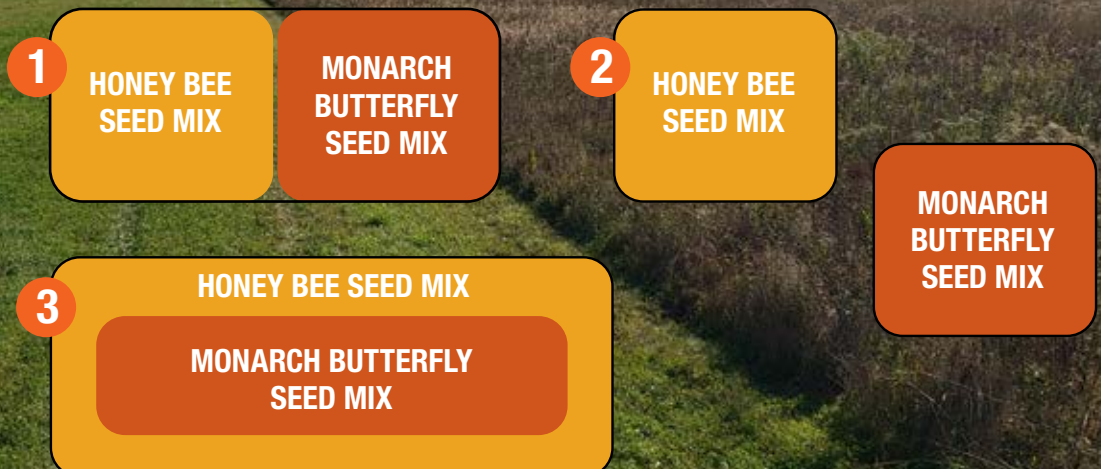 1
HONEY BEE
SEED MIX
MONARCH
BUTTERFLY
SEED MIX
2
HONEY BEE
SEED MIX
MONARCH
BUTTERFLY
SEED MIX
3
HONEY BEE SEED MIX
MONARCH BUTTERFLY
SEED MIX